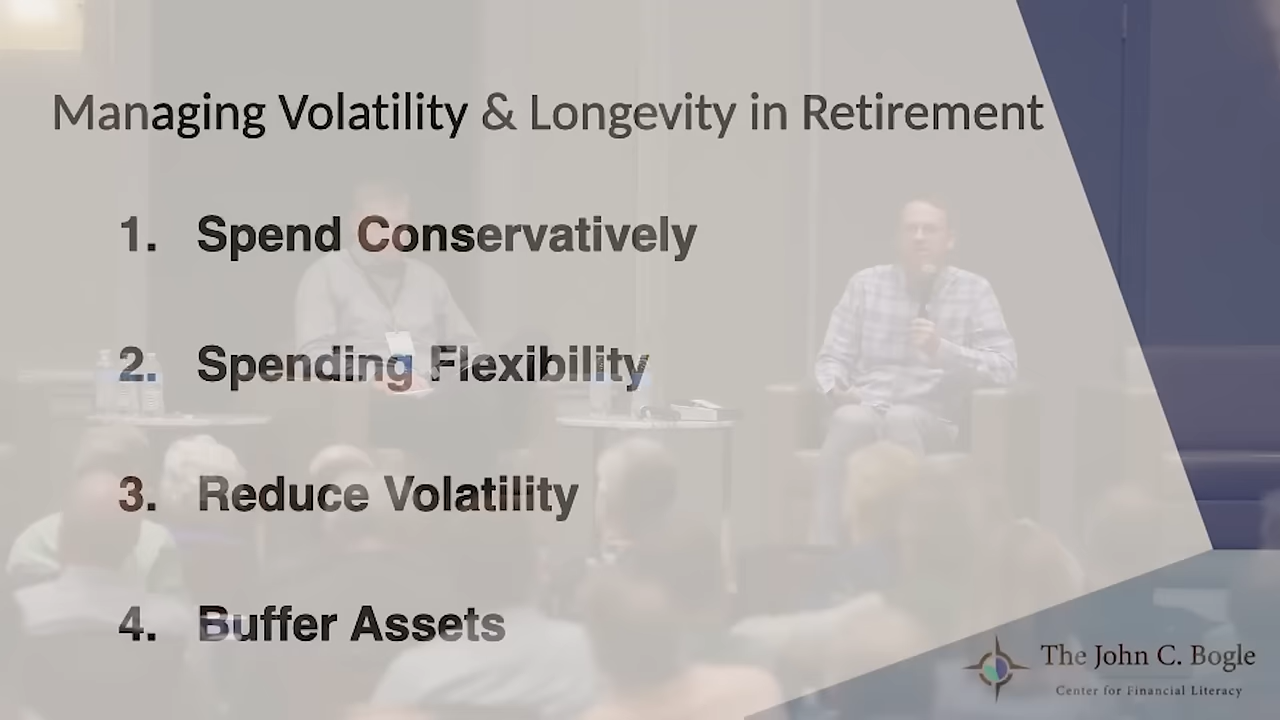 Managing Volatility & Longevity in Retirement
1. Spend Conservatively
2. Spending Flexibility
3. Reduce Volatility
4. Buffer Assets
The John C. Bogle
Center for Financial Literacy